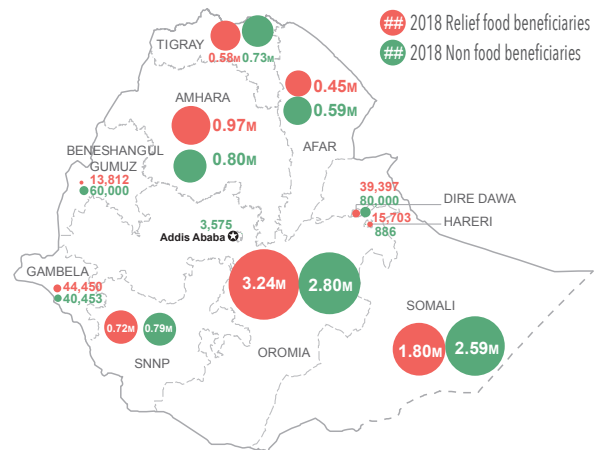 ## 2018 Relief food beneficiaries
## 2018 Non food beneficiaries
TIGRAY
0.58M 0.73M
0.45M
0.59M
AFAR
AMHARA
0.97M
0.80M
BENESHANGUL
GUMUZ
13,812
60,000
39,397
80,000
DIRE DAWA
15,703
HARERI
886
3,575
Addis Ababa
GAMBELA
44,450
40,453
3.24M
2.80M
0.72M
0.79M
SNNP
OROMIA
SOMALI
1.80M
2.59M